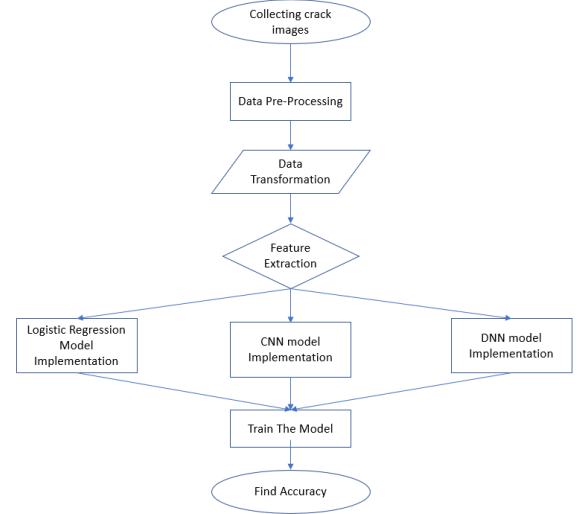 Collecting crack
images
Data Pre-Processing
Data
Transformation
Feature
Extraction
Logistic Regression
Model
Implementation
CNN model
Implementation
DNN model
Implementation
Train The Model
Find Accuracy